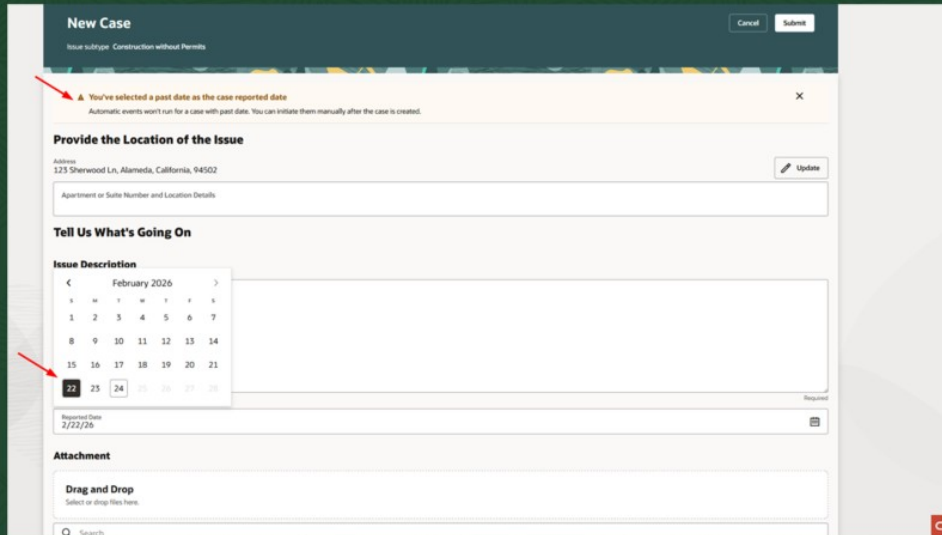 New Case
Cancel
Submit
Issue subtype Construction without Permits
You've selected a past date as the case reported date
Automatic events won't run for a case with past date. You can initiate them manually after the case is created.
Provide the Location of the Issue
Address
123 Sherwood Ln, Alameda, California, 94502
Update
Apartment or Suite Number and Location Details
Tell Us What's Going On
Issue Description
February 2026
S M T W T F S
1 2 3 4 5 6 7
8 9 10 11 12 13 14
15 16 17 18 19 20 21
22 23 24 25 26 27 28
Required
Reported Date
2/22/26
Attachment
Drag and Drop
Select or drop files here.
Search